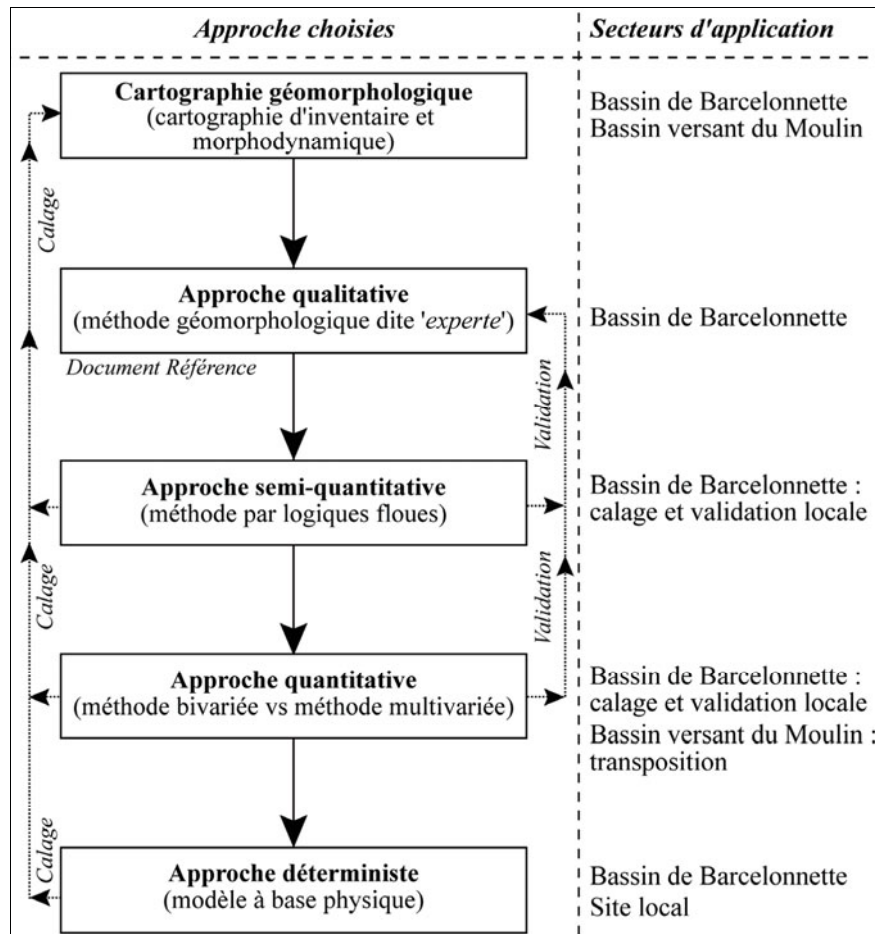 Approche choisies
Secteurs d'application
Cartographie géomorphologique
(cartographie d'inventaire et
morphodynamique)
Bassin de Barcelonnette
Bassin versant du Moulin
Calage
Approche qualitative
(méthode géomorphologique dite 'experte')
Bassin de Barcelonnette
Document Référence
Validation
Approche semi-quantitative
(méthode par logiques floues)
Bassin de Barcelonnette :
calage et validation locale
Calage
Validation
Approche quantitative
(méthode bivariée vs méthode multivariée)
Bassin de Barcelonnette :
calage et validation locale
Bassin versant du Moulin :
transposition
Calage
Approche déterministe
(modèle à base physique)
Bassin de Barcelonnette
Site local